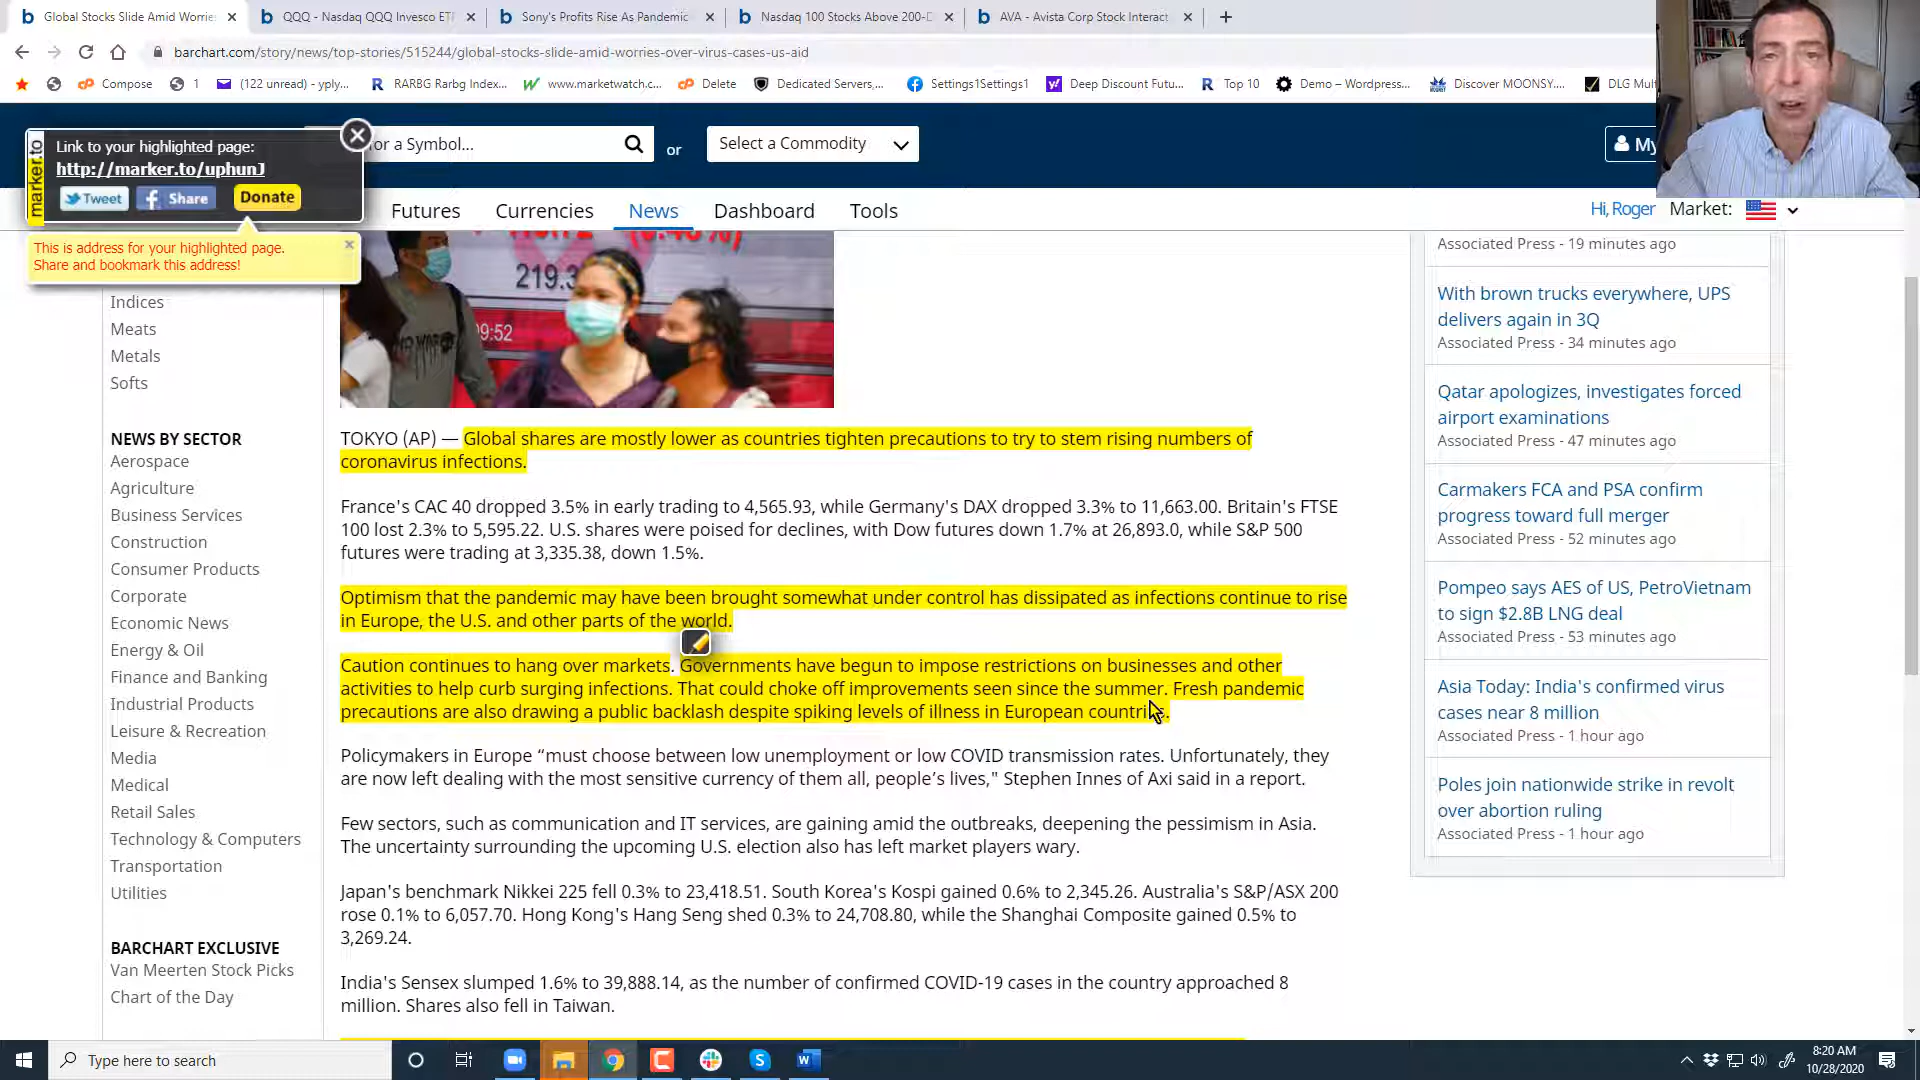 Global Stocks Slide Amid Worrie
QQQ - Nasdaq QQQ Invesco ET
Sony's Profits Rise As Pandemic
Nasdaq 100 Stocks Above 200-D
AVA - Avista Corp Stock Interact
barchart.com/story/news/top-stories/515244/global-stocks-slide-amid-worries-over-virus-cases-us-aid
Compose
1
(122 unread) - yply...
RARBG Rarbg Index...
www.marketwatch.c...
Delete
Dedicated Servers,...
Settings1Settings1
Deep Discount Futu...
Top 10
Demo – Wordpress...
Discover MOONSY....
DLG Mul
marker.to
Link to your highlighted page:
http://marker.to/uphunJ
Tweet
Share
Donate
This is address for your highlighted page.
Share and bookmark this address!
for a Symbol...
or
Select a Commodity
My
Futures
Currencies
News
Dashboard
Tools
Hi, Roger
Market:
219.3
09:52
Indices
Meats
Metals
Softs
NEWS BY SECTOR
Aerospace
Agriculture
Business Services
Construction
Consumer Products
Corporate
Economic News
Energy & Oil
Finance and Banking
Industrial Products
Leisure & Recreation
Media
Medical
Retail Sales
Technology & Computers
Transportation
Utilities
BARCHART EXCLUSIVE
Van Meerten Stock Picks
Chart of the Day
TOKYO (AP) — Global shares are mostly lower as countries tighten precautions to try to stem rising numbers of
coronavirus infections.
France's CAC 40 dropped 3.5% in early trading to 4,565.93, while Germany's DAX dropped 3.3% to 11,663.00. Britain's FTSE
100 lost 2.3% to 5,595.22. U.S. shares were poised for declines, with Dow futures down 1.7% at 26,893.0, while S&P 500
futures were trading at 3,335.38, down 1.5%.
Optimism that the pandemic may have been brought somewhat under control has dissipated as infections continue to rise
in Europe, the U.S. and other parts of the world.
Caution continues to hang over markets. Governments have begun to impose restrictions on businesses and other
activities to help curb surging infections. That could choke off improvements seen since the summer. Fresh pandemic
precautions are also drawing a public backlash despite spiking levels of illness in European countries.
Policymakers in Europe “must choose between low unemployment or low COVID transmission rates. Unfortunately, they
are now left dealing with the most sensitive currency of them all, people’s lives," Stephen Innes of Axi said in a report.
Few sectors, such as communication and IT services, are gaining amid the outbreaks, deepening the pessimism in Asia.
The uncertainty surrounding the upcoming U.S. election also has left market players wary.
Japan's benchmark Nikkei 225 fell 0.3% to 23,418.51. South Korea's Kospi gained 0.6% to 2,345.26. Australia's S&P/ASX 200
rose 0.1% to 6,057.70. Hong Kong's Hang Seng shed 0.3% to 24,708.80, while the Shanghai Composite gained 0.5% to
3,269.24.
India's Sensex slumped 1.6% to 39,888.14, as the number of confirmed COVID-19 cases in the country approached 8
million. Shares also fell in Taiwan.
Associated Press - 19 minutes ago
With brown trucks everywhere, UPS
delivers again in 3Q
Associated Press - 34 minutes ago
Qatar apologizes, investigates forced
airport examinations
Associated Press - 47 minutes ago
Carmakers FCA and PSA confirm
progress toward full merger
Associated Press - 52 minutes ago
Pompeo says AES of US, PetroVietnam
to sign $2.8B LNG deal
Associated Press - 53 minutes ago
Asia Today: India's confirmed virus
cases near 8 million
Associated Press - 1 hour ago
Poles join nationwide strike in revolt
over abortion ruling
Associated Press - 1 hour ago
Type here to search
8:20 AM
10/28/2020